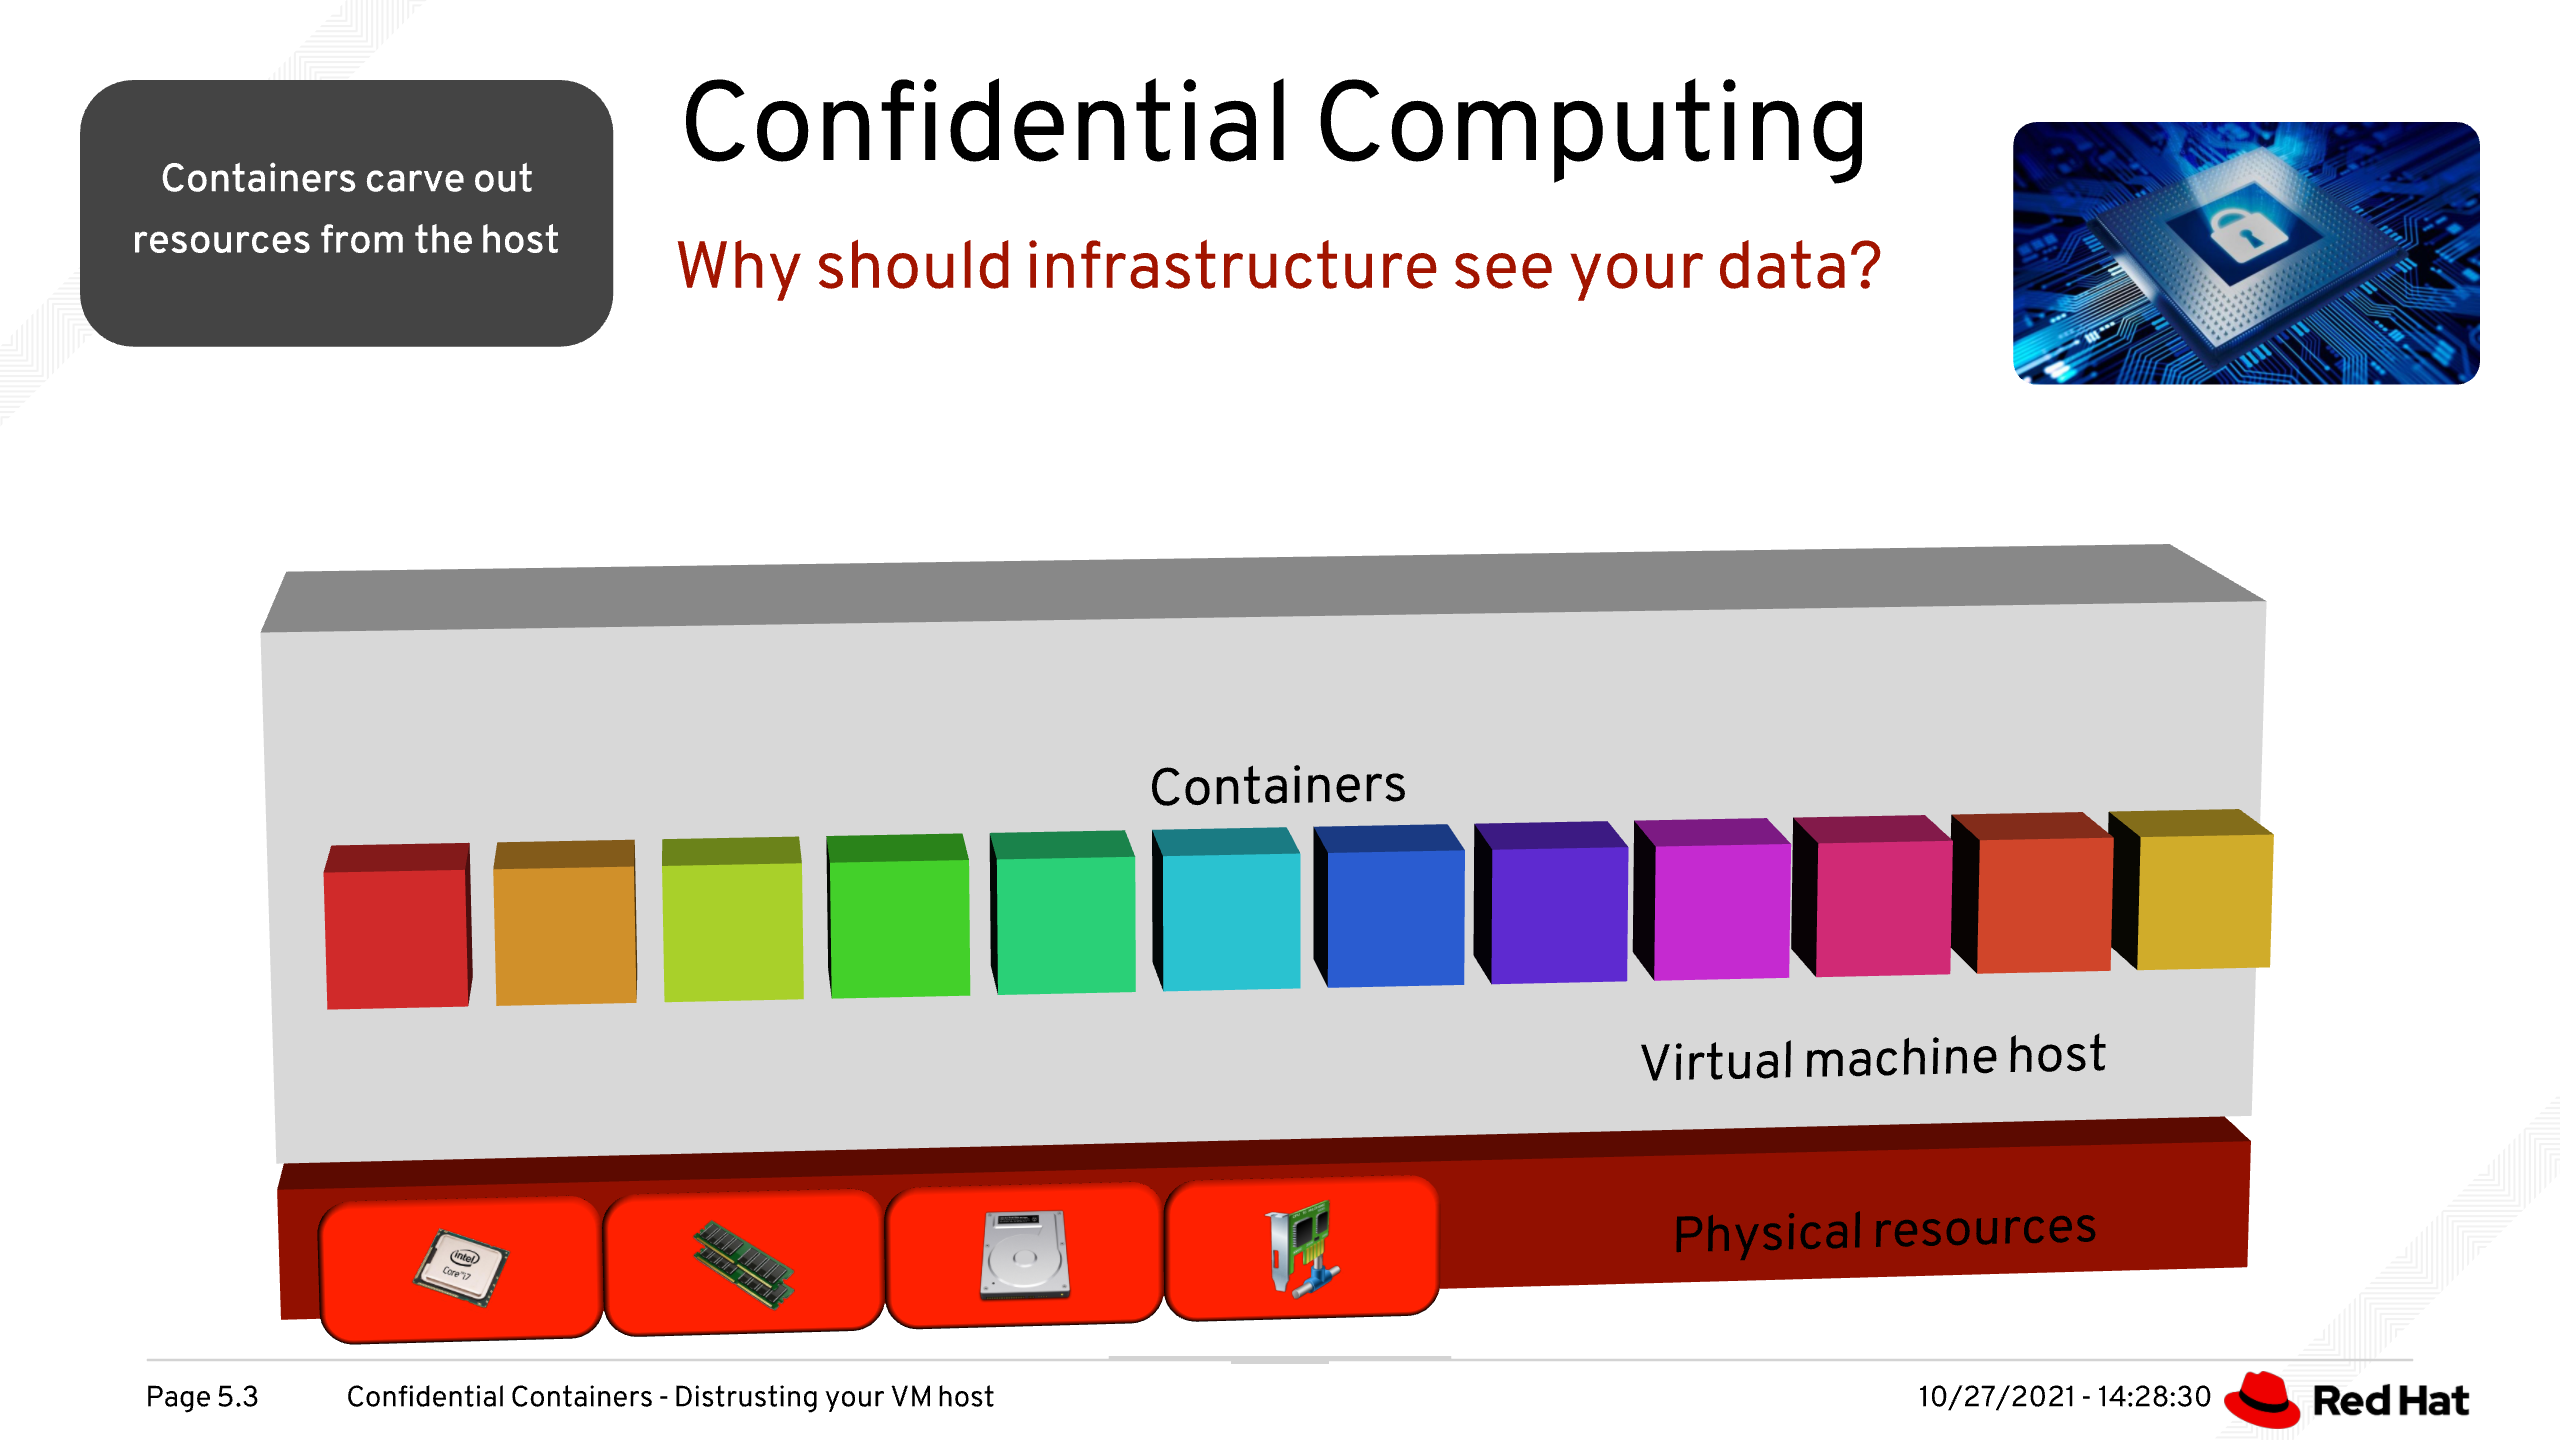 Containers carve out
resources from the host
Confidential Computing
Why should infrastructure see your data?
Containers
Virtual machine host
Physical resources
intel
Core i7
Page 5.3
Confidential Containers - Distrusting your VM host
10/27/2021 - 14:28:30
Red Hat